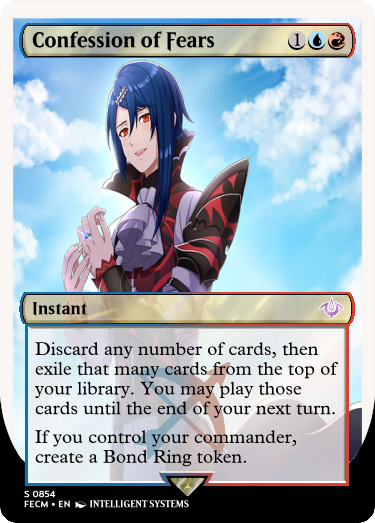 Confession of Fears 1
Instant
Discard any number of cards, then
exile that many cards from the top of
your library. You may play those
cards until the end of your next turn.
If you control your commander,
create a Bond Ring token.
S 0854
FECM • EN INTELLIGENT SYSTEMS